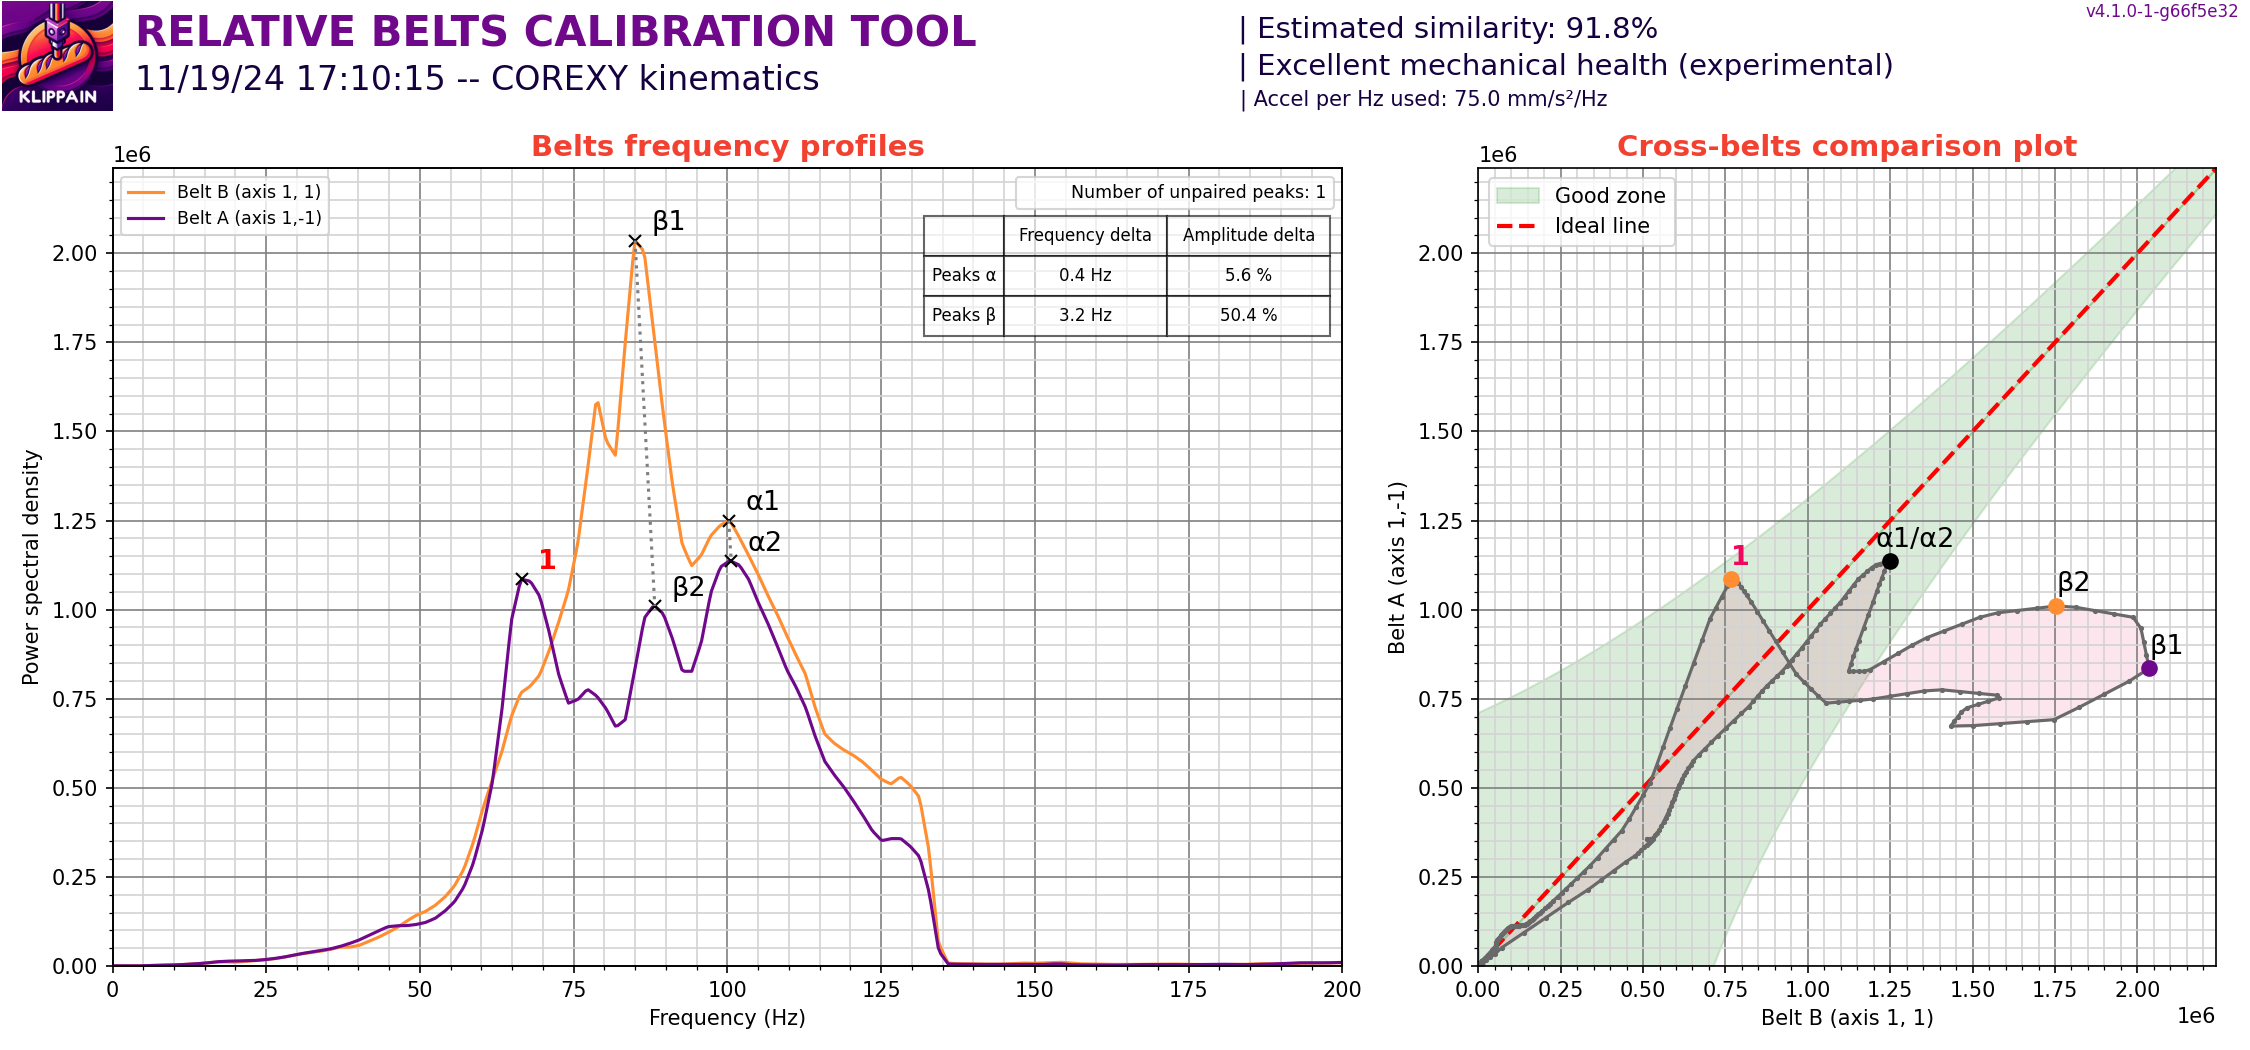 KLIPPAIN
RELATIVE BELTS CALIBRATION TOOL
11/19/24 17:10:15 -- COREXY kinematics
| Estimated similarity: 91.8%
| Excellent mechanical health (experimental)
| Accel per Hz used: 75.0 mm/s²/Hz
v4.1.0-1-g66f5e32
Belts frequency profiles
1e6
Belt B (axis 1, 1)
Belt A (axis 1,-1)
Number of unpaired peaks: 1
Frequency delta Amplitude delta
Peaks α 0.4 Hz 5.6 %
Peaks β 3.2 Hz 50.4 %
β1
α1
α2
1
β2
2.00
1.75
1.50
1.25
1.00
0.75
0.50
0.25
0.00
Power spectral density
0 25 50 75 100 125 150 175 200
Frequency (Hz)
Cross-belts comparison plot
1e6
Good zone
Ideal line
1
α1/α2
β2
β1
2.00
1.75
1.50
1.25
1.00
0.75
0.50
0.25
0.00
Belt A (axis 1,-1)
0.00 0.25 0.50 0.75 1.00 1.25 1.50 1.75 2.00
Belt B (axis 1, 1)
1e6